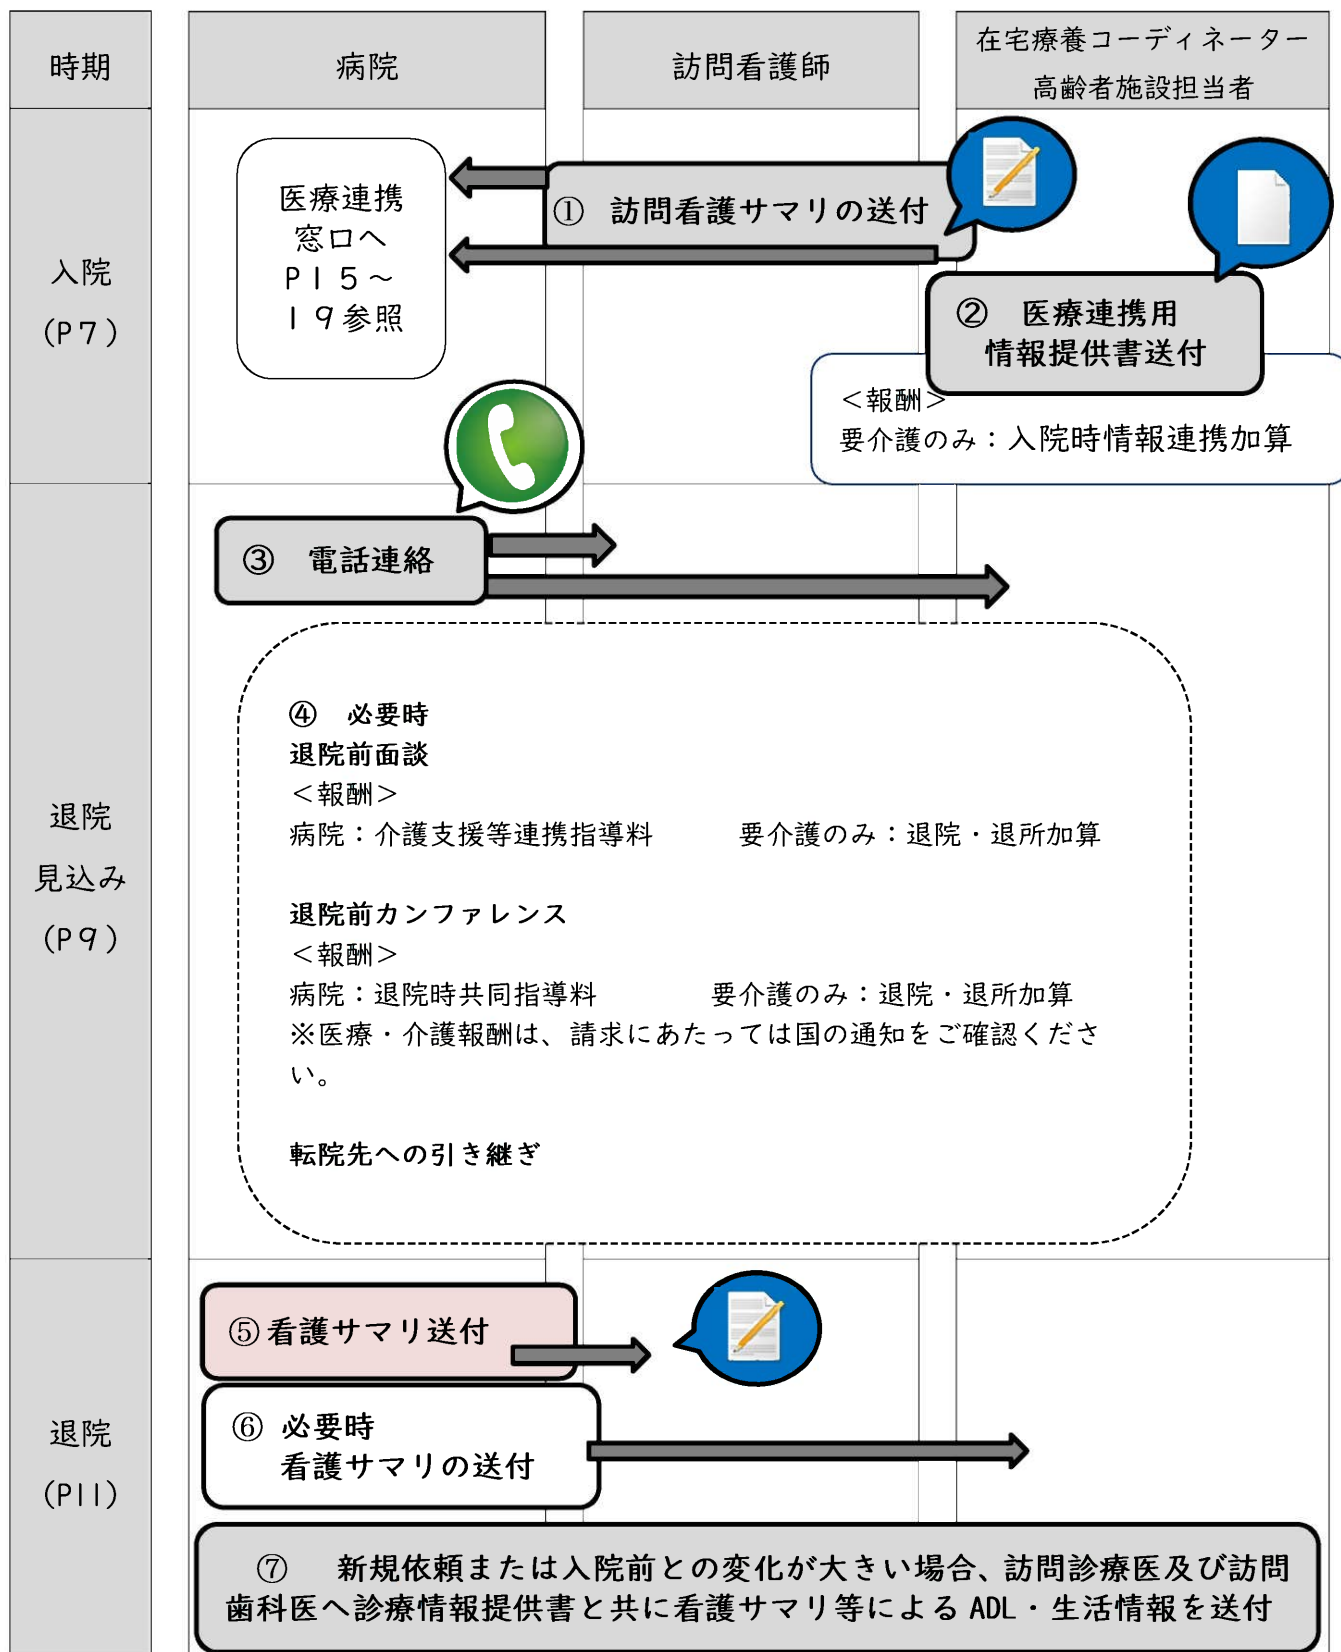 時期
病院
訪問看護師
在宅療養コーディネーター
高齢者施設担当者
入院
(P7)
医療連携
窓口へ
P15～
19参照
① 訪問看護サマリの送付
② 医療連携用
情報提供書送付
＜報酬＞
要介護のみ：入院時情報連携加算
退院
見込み
(P9)
③ 電話連絡
④ 必要時
退院前面談
＜報酬＞
病院：介護支援等連携指導料 要介護のみ：退院・退所加算
退院前カンファレンス
＜報酬＞
病院：退院時共同指導料 要介護のみ：退院・退所加算
※医療・介護報酬は、請求にあたっては国の通知をご確認くださ
い。
転院先への引き継ぎ
退院
(P11)
⑤看護サマリ送付
⑥ 必要時
看護サマリの送付
⑦ 新規依頼または入院前との変化が大きい場合、訪問診療医及び訪問
歯科医へ診療情報提供書と共に看護サマリ等によるADL・生活情報を送付